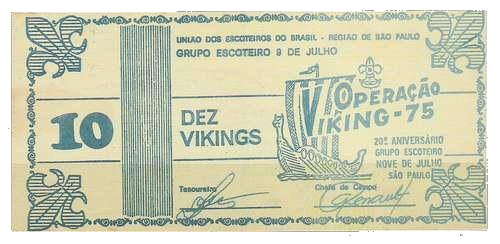 UNIÃO DOS ESCOTEIROS DO BRASIL - REGIÃO DE SÃO PAULO
GRUPO ESCOTEIRO 9 DE JULHO
10
DEZ
VIKINGS
OPERAÇÃO
VIKING-75
20º ANIVERSÁRIO
GRUPO ESCOTEIRO
NOVE DE JULHO
SÃO PAULO
Tesoureiro
Chefe de Campo